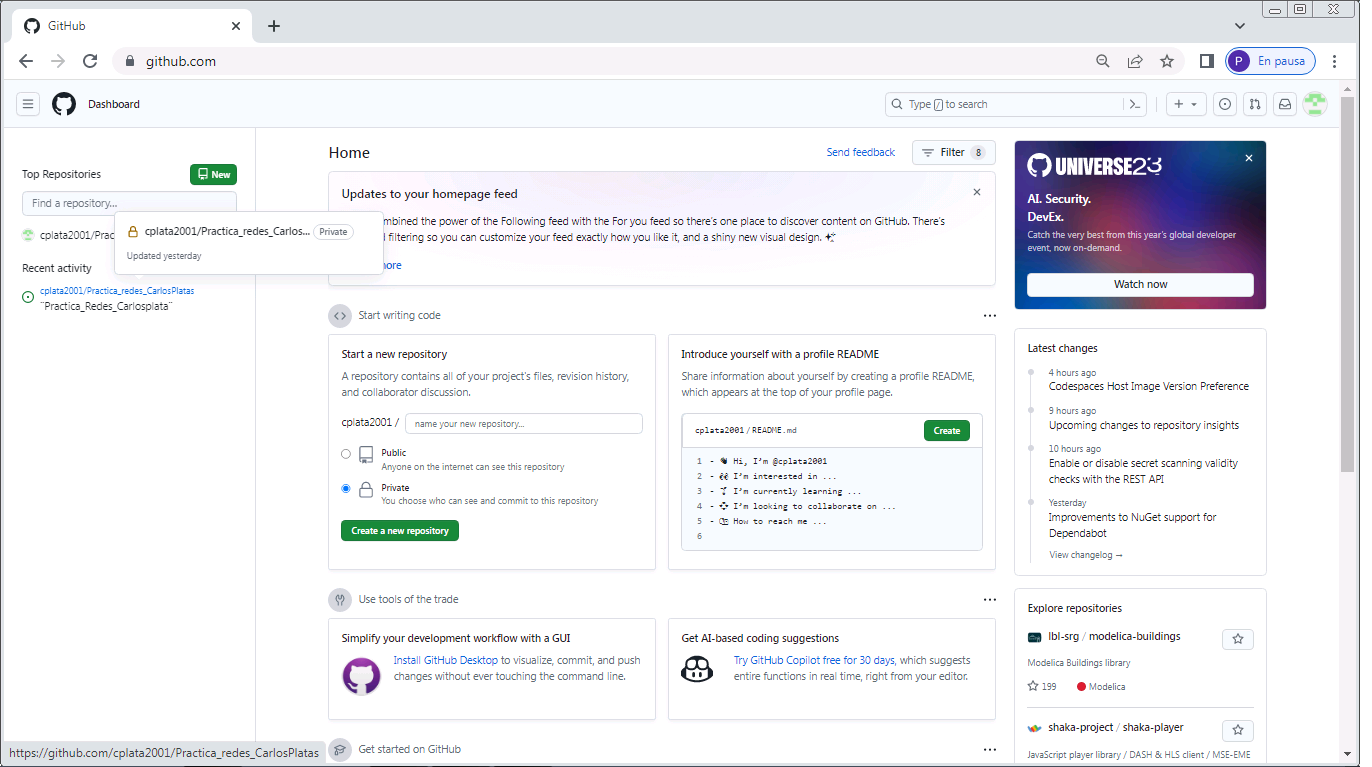 GitHub
github.com
P
En pausa
Dashboard
Type / to search
Top Repositories
New
Find a repository...
cplata2001/Prac
cplata2001/Practica_redes_Carlos... Private
Updated yesterday
Recent activity
cplata2001/Practica_redes_CarlosPlatas
¨Practica_Redes_Carlosplata¨
Home
Send feedback
Filter 8
Updates to your homepage feed
mbined the power of the Following feed with the For you feed so there's one place to discover content on GitHub. There's
filtering so you can customize your feed exactly how you like it, and a shiny new visual design.
ore
Start writing code
Start a new repository
A repository contains all of your project's files, revision history,
and collaborator discussion.
cplata2001 /
name your new repository...
Public
Anyone on the internet can see this repository
Private
You choose who can see and commit to this repository
Create a new repository
Introduce yourself with a profile README
Share information about yourself by creating a profile README,
which appears at the top of your profile page.
cplata2001 / README.md
Create
1 - 👋 Hi, I'm @cplata2001
2 - 👀 I'm interested in ...
3 - 🌱 I'm currently learning ...
4 - 💞️ I'm looking to collaborate on ...
5 - 📫 How to reach me ...
6
Use tools of the trade
Simplify your development workflow with a GUI
Install GitHub Desktop to visualize, commit, and push
changes without ever touching the command line.
Get AI-based coding suggestions
Try GitHub Copilot free for 30 days, which suggests
entire functions in real time, right from your editor.
Get started on GitHub
UNIVERSE23
AI. Security.
DevEx.
Catch the very best from this year's global developer
event, now on-demand.
Watch now
Latest changes
4 hours ago
Codespaces Host Image Version Preference
9 hours ago
Upcoming changes to repository insights
10 hours ago
Enable or disable secret scanning validity
checks with the REST API
Yesterday
Improvements to NuGet support for
Dependabot
View changelog →
Explore repositories
lbl-srg / modelica-buildings
Modelica Buildings library
199
Modelica
shaka-project / shaka-player
JavaScript player library / DASH & HLS client / MSE-EME
https://github.com/cplata2001/Practica_redes_CarlosPlatas